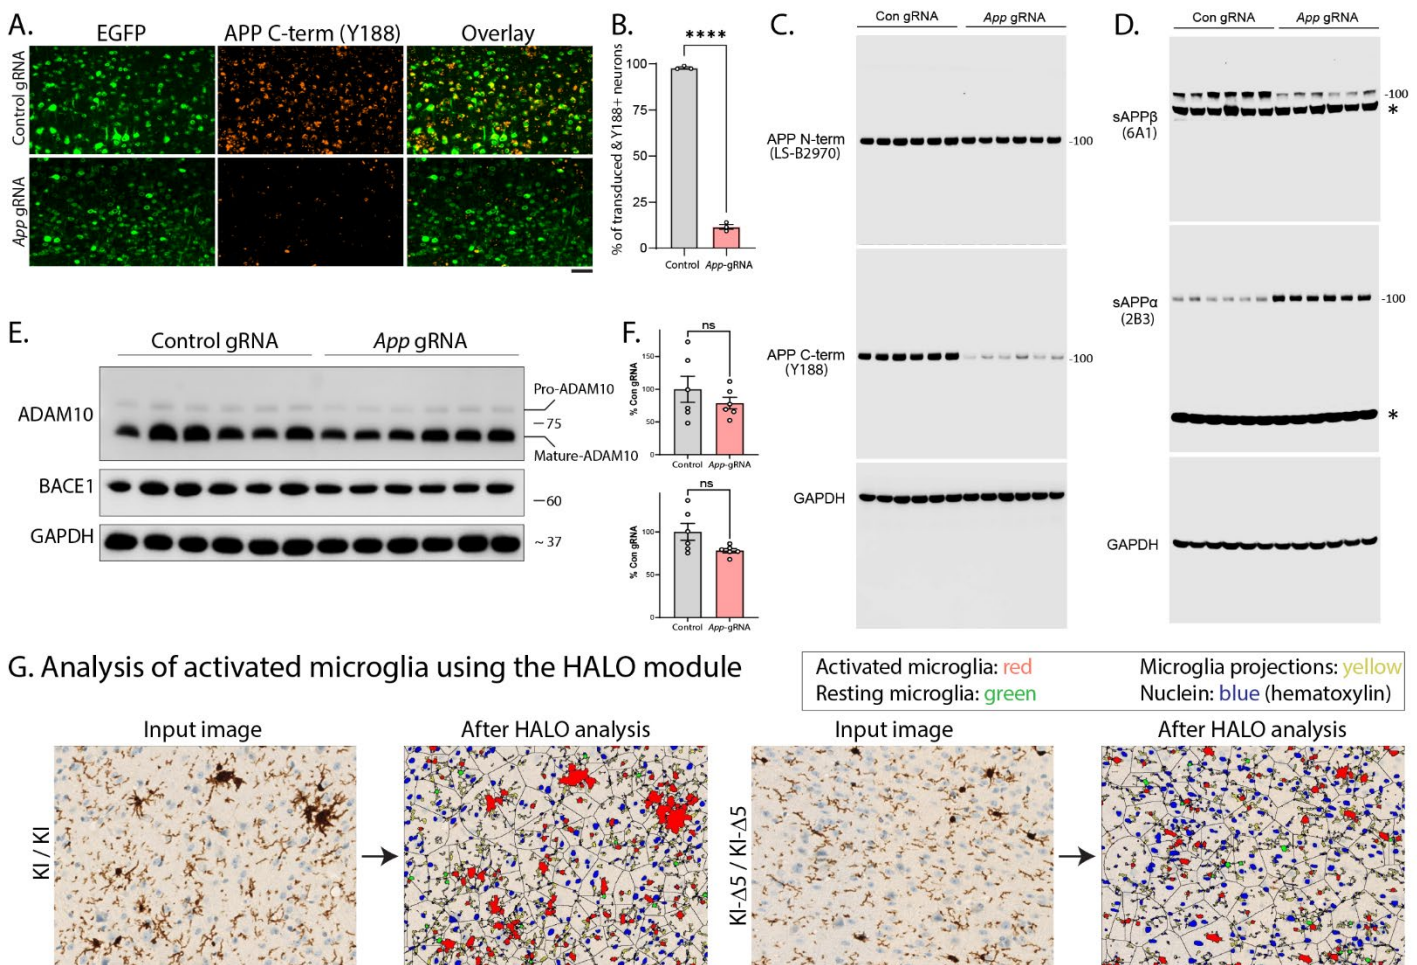 A.
EGFP
APP C-term (Y188)
Overlay
Control gRNA
App gRNA
B.
****
% of transduced & Y188+ neurons
100
75
50
25
0
Control
App-gRNA
C.
Con gRNA
App gRNA
APP N-term
(LS-B2970)
-100
APP C-term
(Y188)
-100
GAPDH
D.
Con gRNA
App gRNA
sAPPβ
(6A1)
-100
*
sAPPα
(2B3)
-100
*
GAPDH
E.
Control gRNA
App gRNA
ADAM10
Pro-ADAM10
–75
Mature-ADAM10
BACE1
–60
GAPDH
~ 37
F.
ns
% Con gRNA
150
100
50
0
Control
App-gRNA
ns
% Con gRNA
100
50
0
Control
App-gRNA
G. Analysis of activated microglia using the HALO module
Activated microglia: red
Microglia projections: yellow
Resting microglia: green
Nuclein: blue (hematoxylin)
Input image
After HALO analysis
Input image
After HALO analysis
KI / KI
KI-Δ5 / KI-Δ5